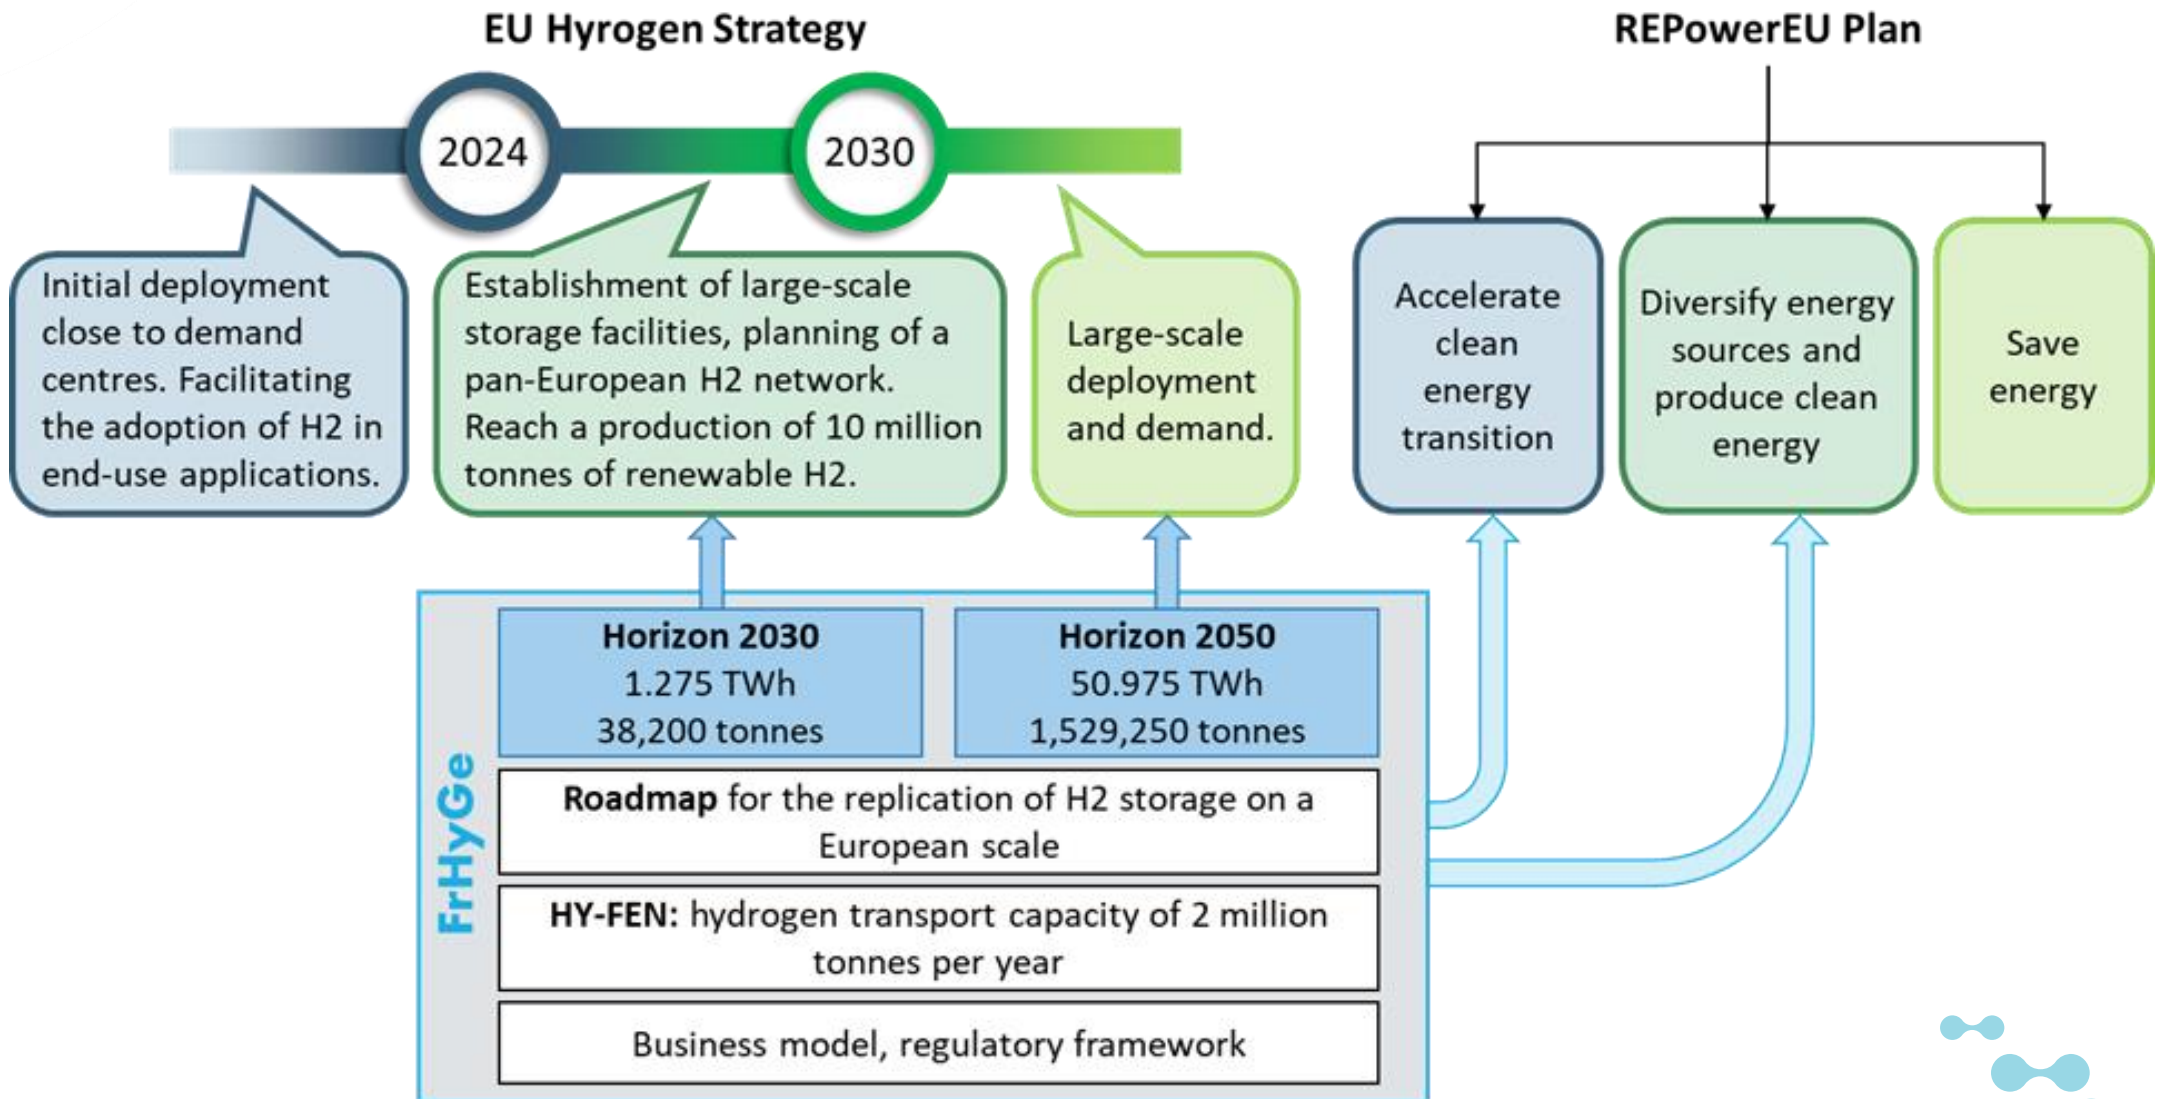 EU Hyrogen Strategy
2024
2030
Initial deployment
close to demand
centres. Facilitating
the adoption of H2 in
end-use applications.
Establishment of large-scale
storage facilities, planning of a
pan-European H2 network.
Reach a production of 10 million
tonnes of renewable H2.
Large-scale
deployment
and demand.
REPowerEU Plan
Accelerate
clean
energy
transition
Diversify energy
sources and
produce clean
energy
Save
energy
FrHyGe
Horizon 2030
1.275 TWh
38,200 tonnes
Horizon 2050
50.975 TWh
1,529,250 tonnes
Roadmap for the replication of H2 storage on a
European scale
HY-FEN: hydrogen transport capacity of 2 million
tonnes per year
Business model, regulatory framework